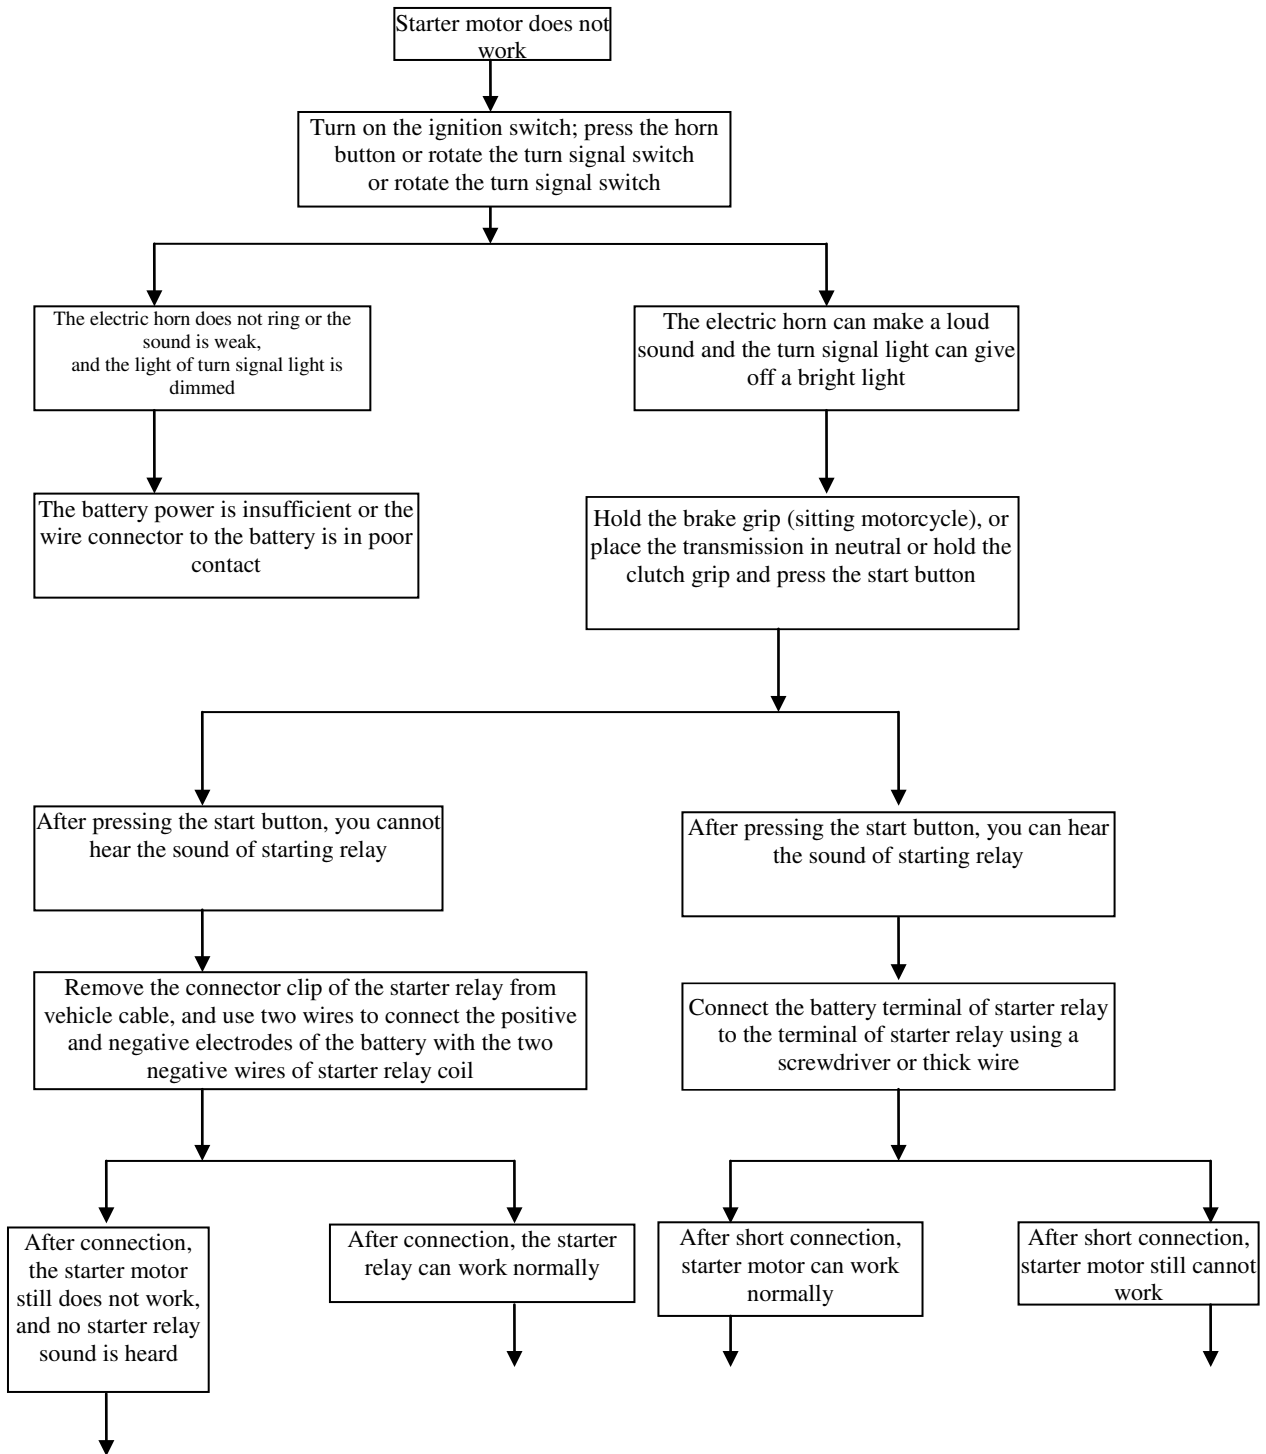 Starter motor does not
work
Turn on the ignition switch; press the horn
button or rotate the turn signal switch
or rotate the turn signal switch
The electric horn does not ring or the
sound is weak,
and the light of turn signal light is
dimmed
The electric horn can make a loud
sound and the turn signal light can give
off a bright light
The battery power is insufficient or the
wire connector to the battery is in poor
contact
Hold the brake grip (sitting motorcycle), or
place the transmission in neutral or hold the
clutch grip and press the start button
After pressing the start button, you cannot
hear the sound of starting relay
After pressing the start button, you can hear
the sound of starting relay
Remove the connector clip of the starter relay from
vehicle cable, and use two wires to connect the positive
and negative electrodes of the battery with the two
negative wires of starter relay coil
Connect the battery terminal of starter relay
to the terminal of starter relay using a
screwdriver or thick wire
After connection,
the starter motor
still does not work,
and no starter relay
sound is heard
After connection, the starter
relay can work normally
After short connection,
starter motor can work
normally
After short connection,
starter motor still cannot
work